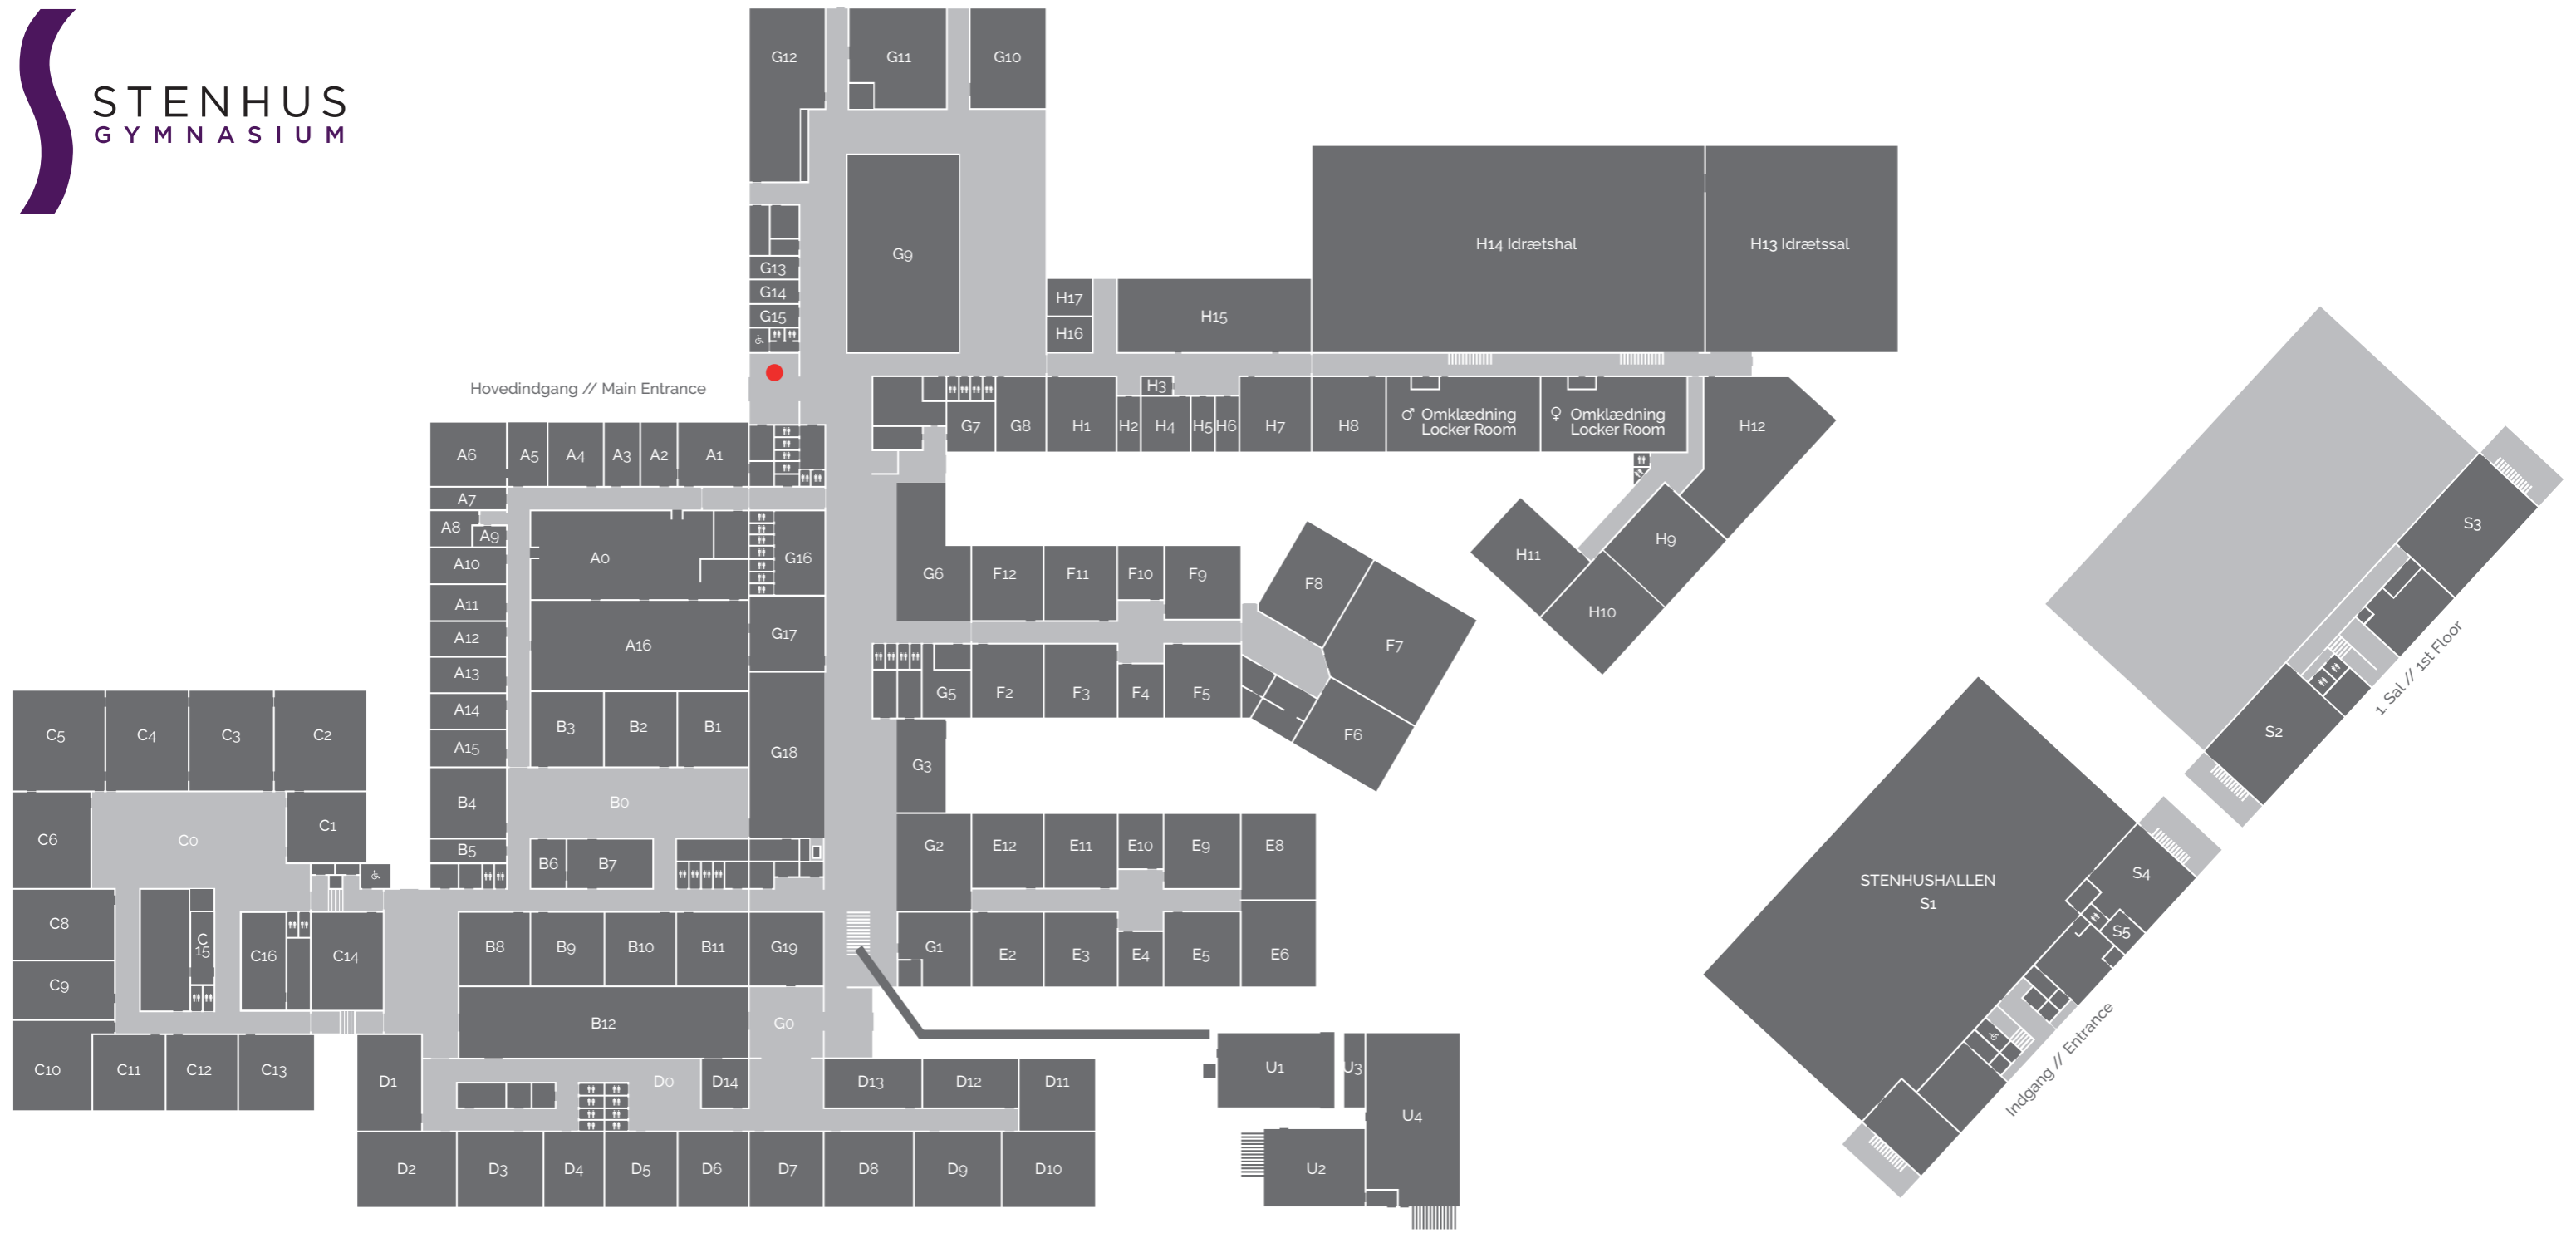 STENHUS
GYMNASIUM
G12
G11
G10
G9
H14 Idrætshal
H13 Idrætssal
G13
G14
G15
H17
H16
H15
Hovedindgang // Main Entrance
H3
G7
G8
H1
H2
H4
H5
H6
H7
H8
♂ Omklædning
Locker Room
♀ Omklædning
Locker Room
H12
A6
A5
A4
A3
A2
A1
A7
A8
A9
A0
G16
A10
A11
A12
A13
A14
A15
A16
G17
G18
B3
B2
B1
B4
B0
B5
B6
B7
G6
F12
F11
F10
F9
F8
F7
F6
G5
F2
F3
F4
F5
G3
H11
H9
H10
S3
S2
1. Sal // 1st Floor
C5
C4
C3
C2
C6
C0
C1
C8
C9
C
15
C16
C14
C10
C11
C12
C13
G2
E12
E11
E10
E9
E8
G1
E2
E3
E4
E5
E6
B8
B9
B10
B11
G19
B12
G0
D1
D0
D14
D13
D12
D11
D2
D3
D4
D5
D6
D7
D8
D9
D10
U1
U3
U4
U2
STENHUSHALLEN
S1
S4
S5
Indgang // Entrance